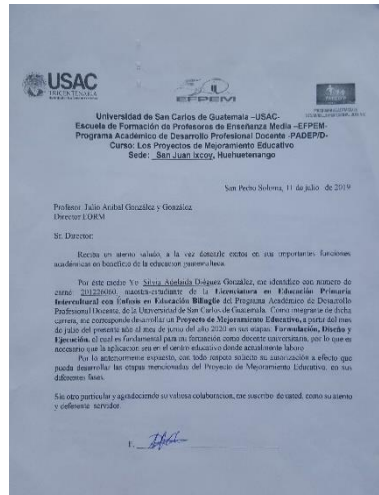 USAC
TRICENTENARIA
EFPEM
Universidad de San Carlos de Guatemala –USAC-
Escuela de Formación de Profesores de Enseñanza Media –EFPEM-
Programa Académico de Desarrollo Profesional Docente -PADEP/D-
Curso: Los Proyectos de Mejoramiento Educativo
Sede: San Juan Ixcoy, Huehuetenango
San Pedro Soloma, 11 de julio de 2019
Profesor: Julio Anibal González y González
Director EORM
Sr. Director:
Reciba un atento saludo, a la vez desearle éxitos en sus importantes funciones
académicas en beneficio de la educación guatemalteca.
Por este medio Yo Silvia Adelaida González, me identifico con número de
carné maestra-estudiante de la Licenciatura en Educación Primaria
Intercultural con Énfasis en Educación Bilingüe del Programa Académico de Desarrollo
Profesional Docente, de la Universidad de San Carlos de Guatemala. Como integrante de dicha
carrera, me corresponde desarrollar un Proyecto de Mejoramiento Educativo, a partir del mes
de julio del presente año al mes de junio del año 2020 en sus etapas: Formulación, Diseño y
Ejecución, el cual es fundamental para su formación como docente universitario, por lo que es
necesario que la aplicación sea en el centro educativo donde actualmente laboro
Por lo anteriormente expuesto, con todo respeto solicito su autorización a efecto que
pueda desarrollar las etapas mencionadas del Proyecto de Mejoramiento Educativo, en sus
diferentes fases.
Sin otro particular y agradeciendo su valiosa colaboración, me suscribo de usted, como su atento
y deferente servidor.
F.